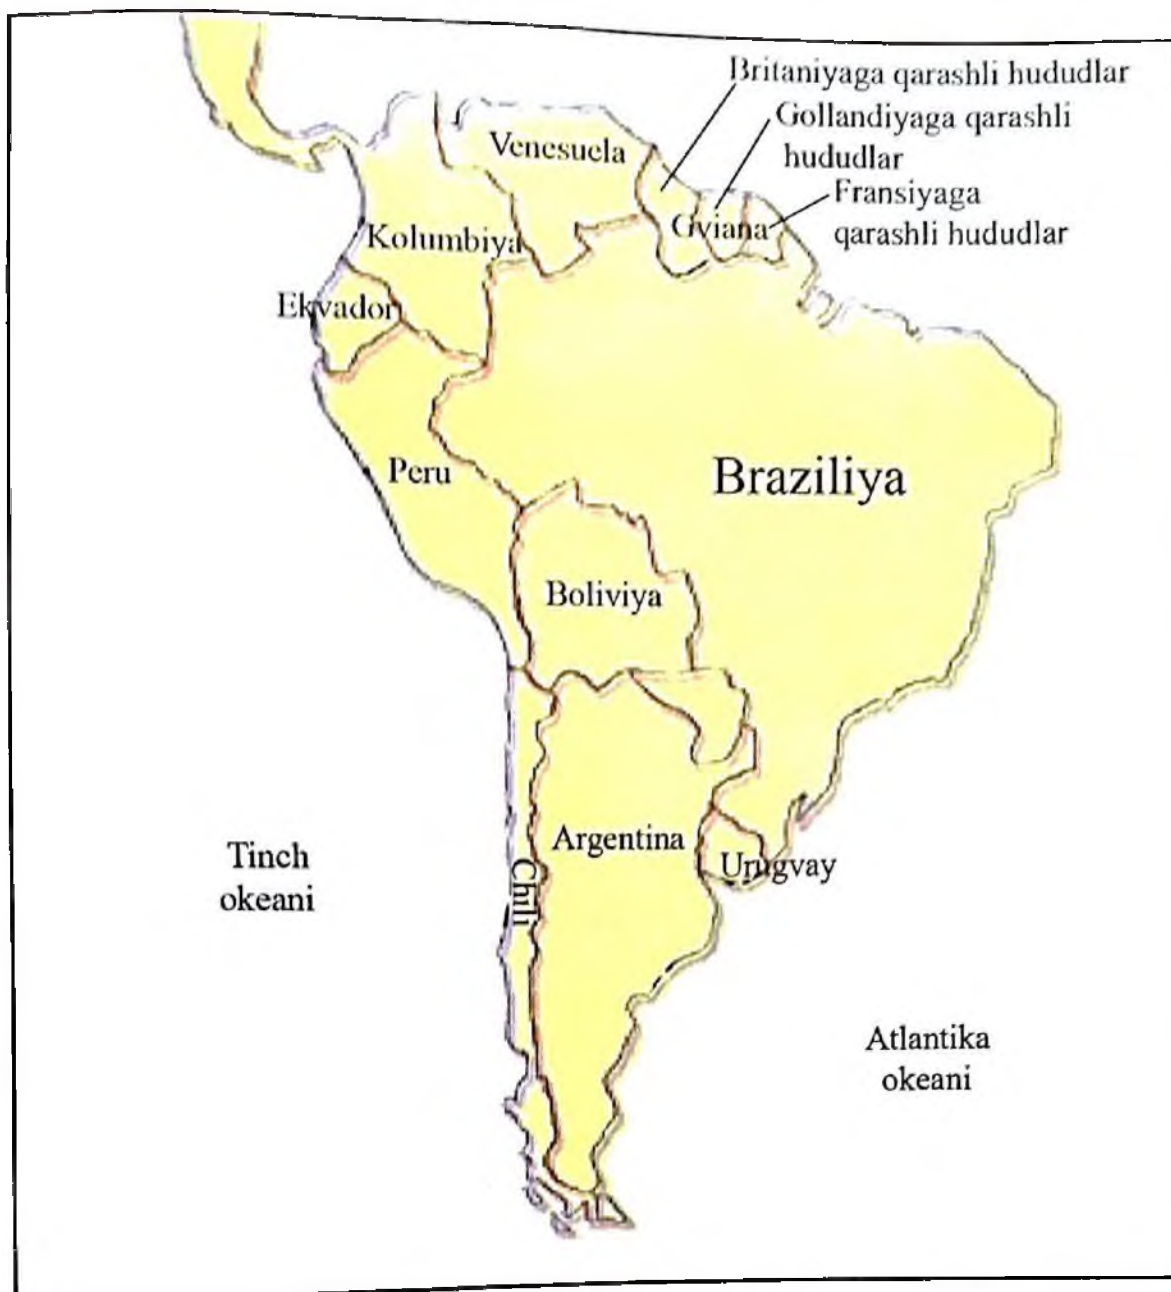 Britaniyaga qarashli hududlar
Gollandiyaga qarashli
hududlar
Venesuela
Fransiyaga
qarashli hududlar
Gviana
Kolumbiya
Ekvador
Peru
Braziliya
Boliviya
Argentina
Urugvay
Chili
Tinch
okeani
Atlantika
okeani